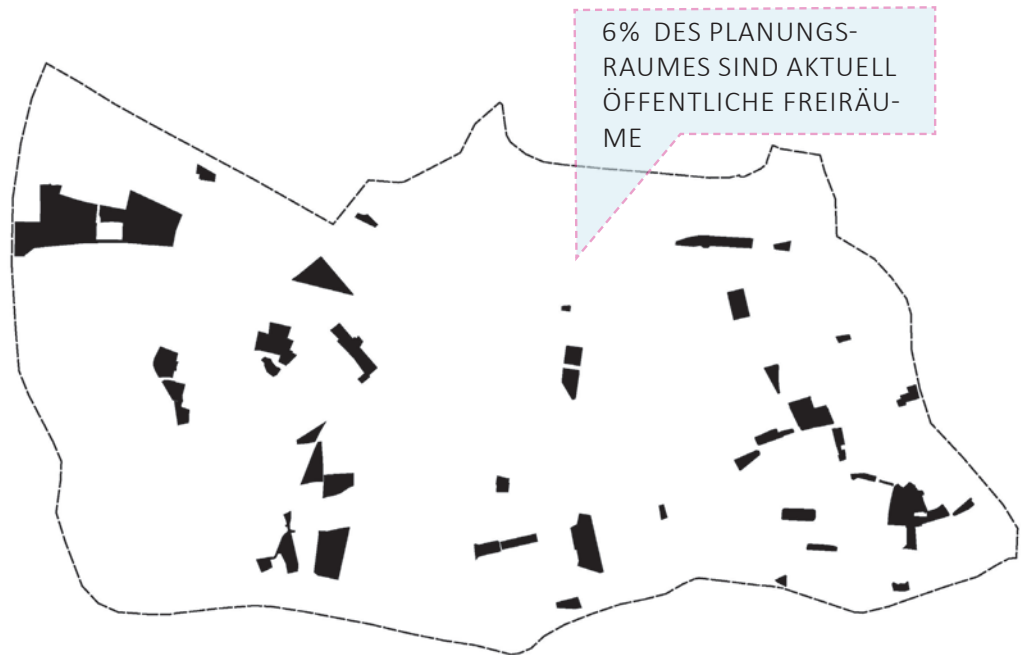 6% DES PLANUNGS-
RAUMES SIND AKTUELL
ÖFFENTLICHE FREIRÄU-
ME